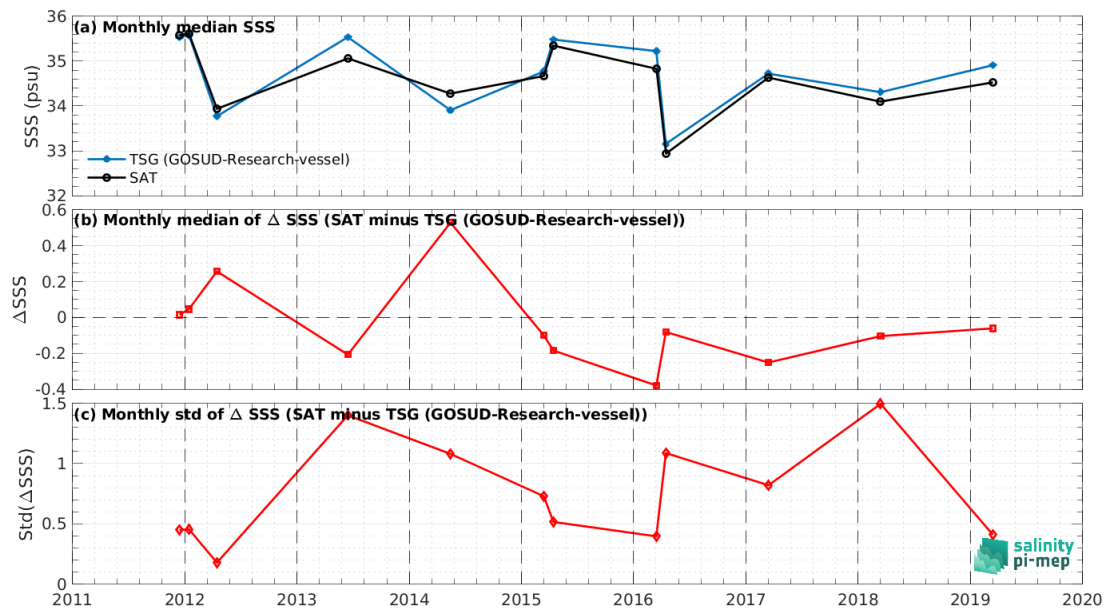 36
(a) Monthly median SSS
35
34
33
32
SSS (psu)
TSG (GOSUD-Research-vessel)
SAT
0.6
(b) Monthly median of Δ SSS (SAT minus TSG (GOSUD-Research-vessel))
0.4
0.2
0
-0.2
-0.4
ΔSSS
1.5
(c) Monthly std of Δ SSS (SAT minus TSG (GOSUD-Research-vessel))
1
0.5
0
Std(ΔSSS)
salinity
pi-mep
2011 2012 2013 2014 2015 2016 2017 2018 2019 2020